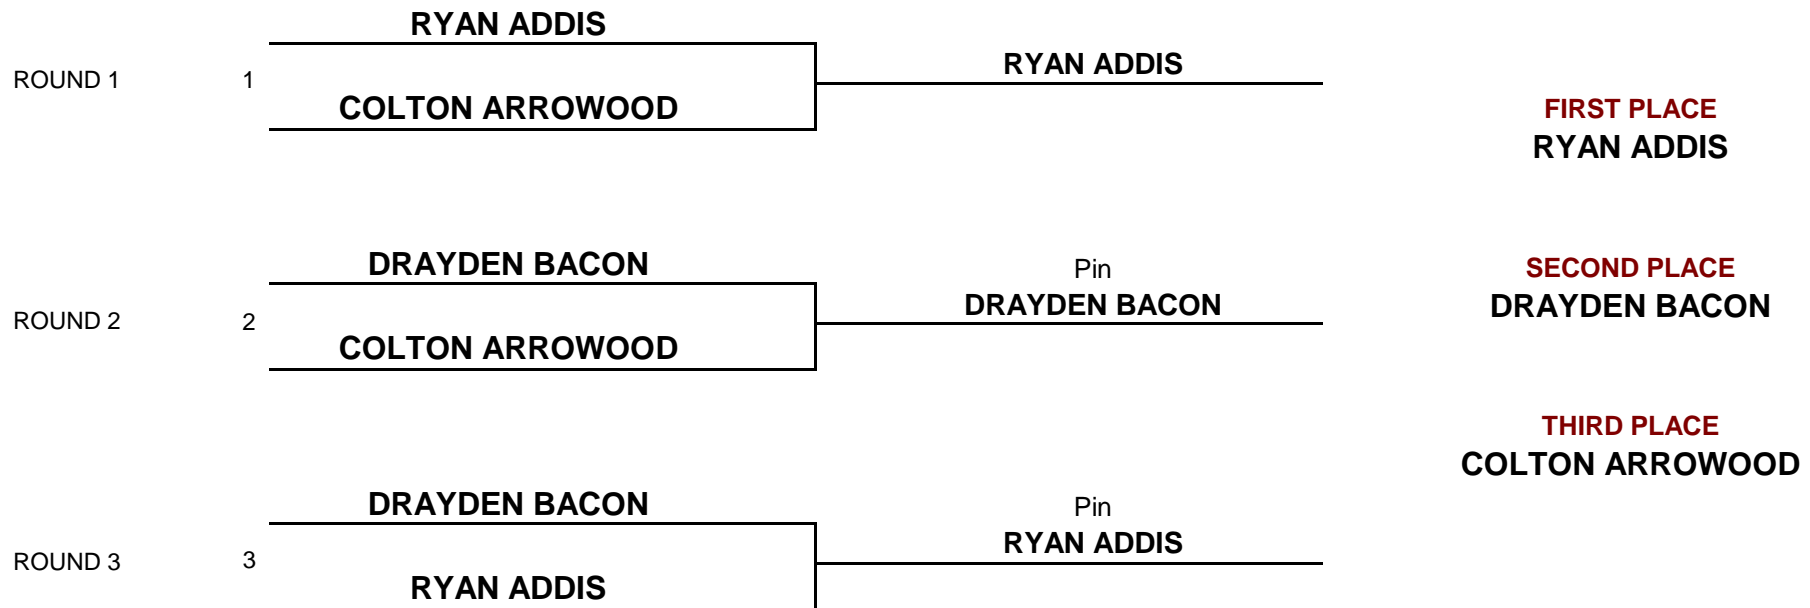 RYAN ADDIS
ROUND 1
1
RYAN ADDIS
COLTON ARROWOOD
FIRST PLACE
RYAN ADDIS
DRAYDEN BACON
Pin
SECOND PLACE
ROUND 2
2
DRAYDEN BACON
DRAYDEN BACON
COLTON ARROWOOD
THIRD PLACE
COLTON ARROWOOD
DRAYDEN BACON
Pin
ROUND 3
3
RYAN ADDIS
RYAN ADDIS